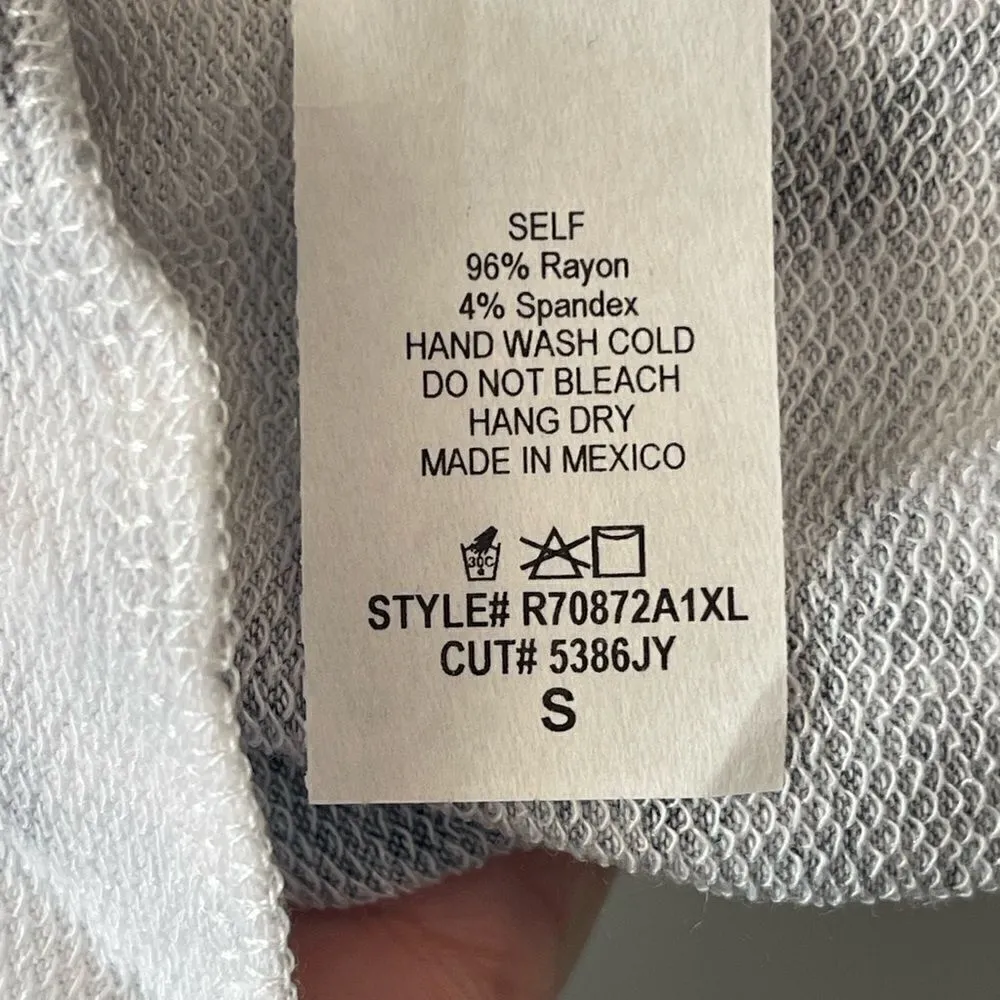 SELF
96% Rayon
4% Spandex
HAND WASH COLD
DO NOT BLEACH
HANG DRY
MADE IN MEXICO
30C
STYLE# R70872A1XL
CUT# 5386JY
S